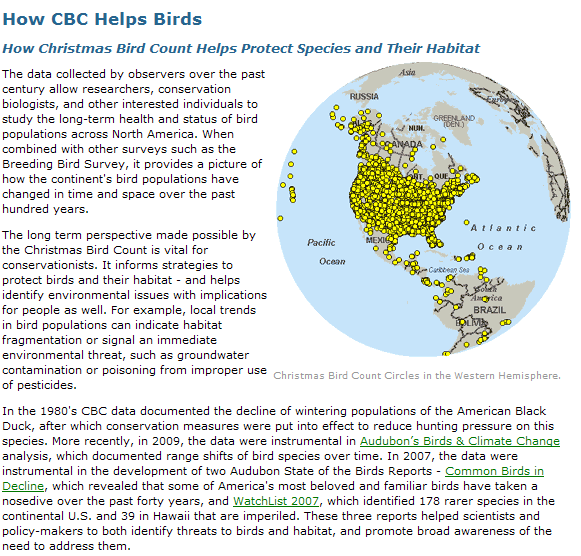 How CBC Helps Birds
How Christmas Bird Count Helps Protect Species and Their Habitat
The data collected by observers over the past
century allow researchers, conservation
biologists, and other interested individuals to
study the long-term health and status of bird
populations across North America. When
combined with other surveys such as the
Breeding Bird Survey, it provides a picture of
how the continent's bird populations have
changed in time and space over the past
hundred years.
The long term perspective made possible by
the Christmas Bird Count is vital for
conservationists. It informs strategies to
protect birds and their habitat - and helps
identify environmental issues with implications
for people as well. For example, local trends
in bird populations can indicate habitat
fragmentation or signal an immediate
environmental threat, such as groundwater
contamination or poisoning from improper use
of pesticides.
Asia
RUSSIA
GREENLAND
(DEN.)
Europe
NUN.
CANADA
ONT.
QUE.
Atlantic
Ocean
Pacific
Ocean
Caribbean Sea
South
America
BRAZIL
BOLIVIA
Christmas Bird Count Circles in the Western Hemisphere.
In the 1980's CBC data documented the decline of wintering populations of the American Black
Duck, after which conservation measures were put into effect to reduce hunting pressure on this
species. More recently, in 2009, the data were instrumental in Audubon's Birds & Climate Change
analysis, which documented range shifts of bird species over time. In 2007, the data were
instrumental in the development of two Audubon State of the Birds Reports - Common Birds in
Decline, which revealed that some of America's most beloved and familiar birds have taken a
nosedive over the past forty years, and WatchList 2007, which identified 178 rarer species in the
continental U.S. and 39 in Hawaii that are imperiled. These three reports helped scientists and
policy-makers to both identify threats to birds and habitat, and promote broad awareness of the
need to address them.